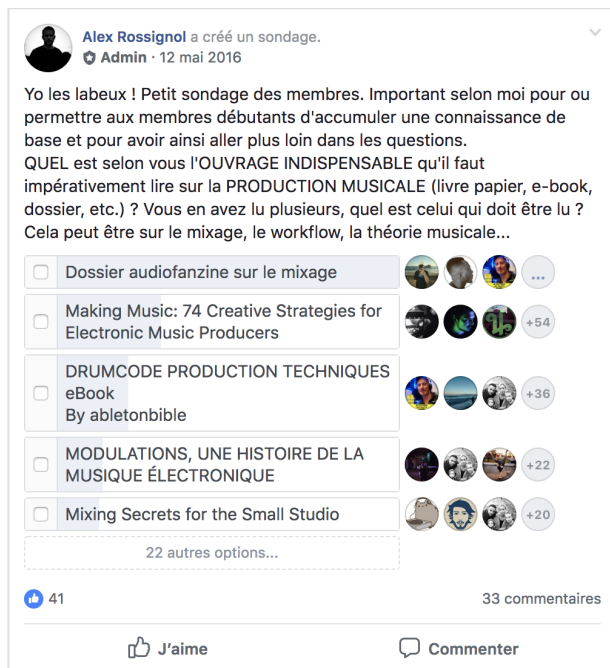 Alex Rossignol a créé un sondage.
Admin · 12 mai 2016
Yo les labeux ! Petit sondage des membres. Important selon moi pour ou
permettre aux membres débutants d'accumuler une connaissance de
base et pour avoir ainsi aller plus loin dans les questions.
QUEL est selon vous l'OUVRAGE INDISPENSABLE qu'il faut
impérativement lire sur la PRODUCTION MUSICALE (livre papier, e-book,
dossier, etc.) ? Vous en avez lu plusieurs, quel est celui qui doit être lu ?
Cela peut être sur le mixage, le workflow, la théorie musicale...
Dossier audiofanzine sur le mixage
...
Making Music: 74 Creative Strategies for
Electronic Music Producers
+54
DRUMCODE PRODUCTION TECHNIQUES
eBook
By abletonbible
+36
MODULATIONS, UNE HISTOIRE DE LA
MUSIQUE ÉLECTRONIQUE
+22
Mixing Secrets for the Small Studio
+20
22 autres options...
41
33 commentaires
J'aime
Commenter